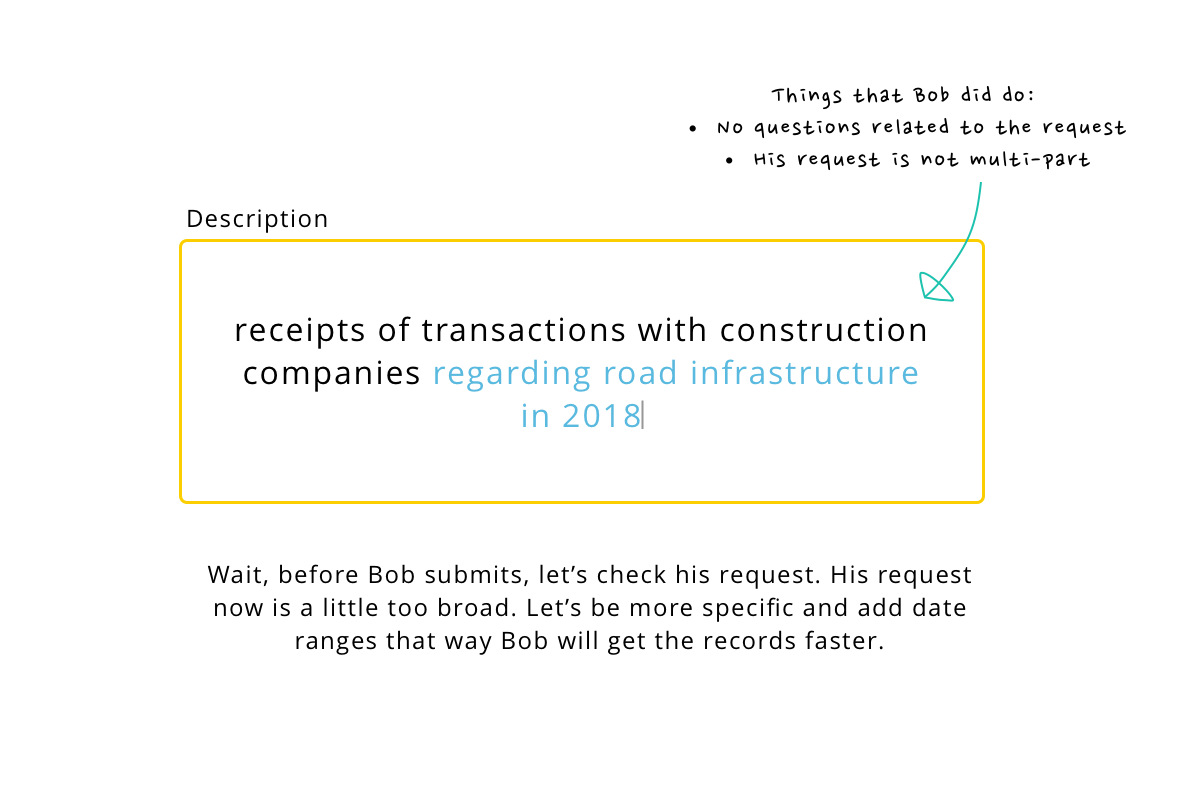 Things that Bob did do:
• No questions related to the request
• His request is not multi-part
Description
receipts of transactions with construction
companies regarding road infrastructure
in 2018
Wait, before Bob submits, let’s check his request. His request
now is a little too broad. Let’s be more specific and add date
ranges that way Bob will get the records faster.